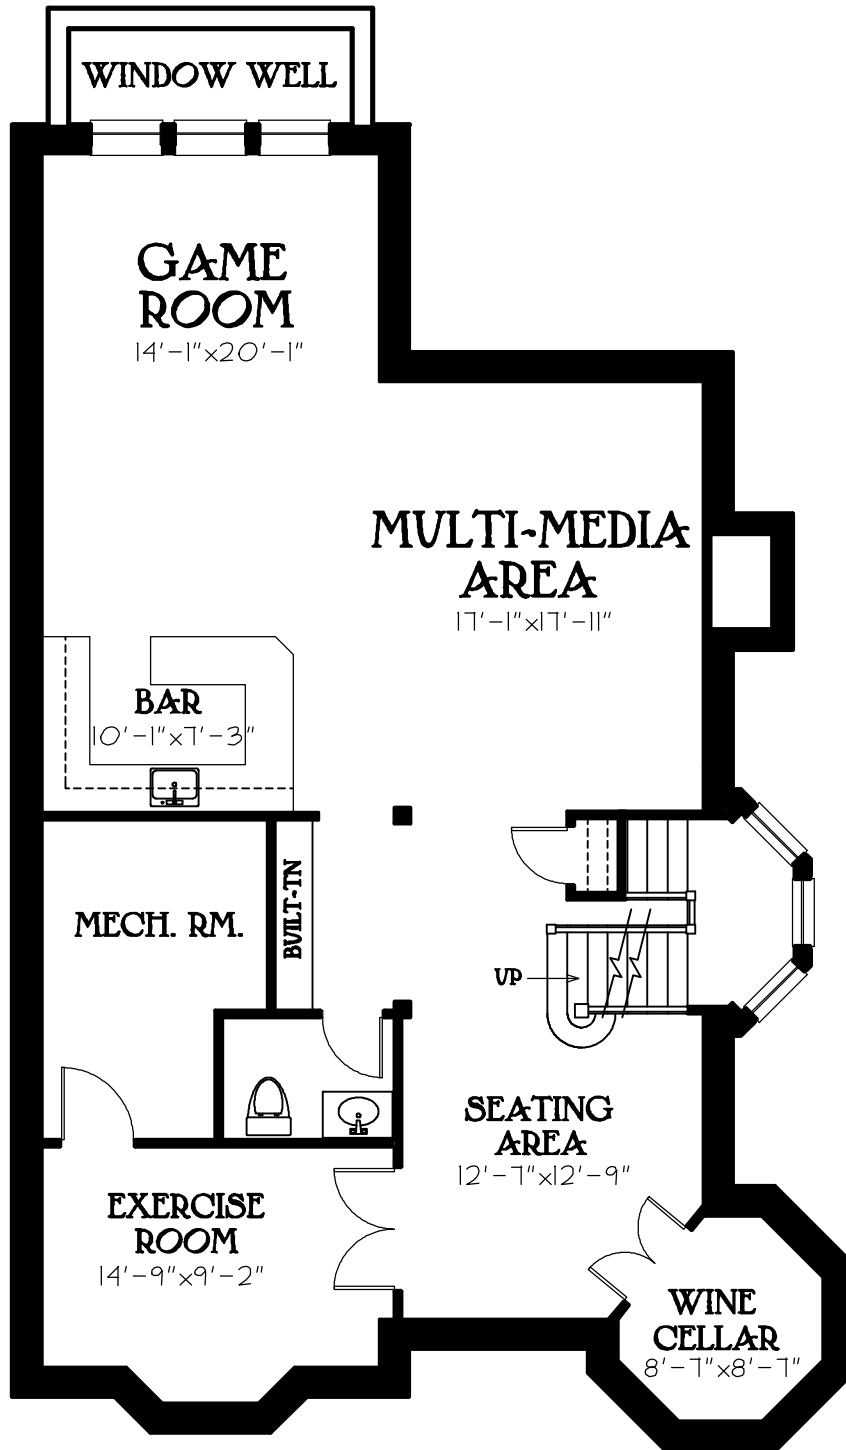 WINDOW WELL
GAME
ROOM
14'-1"x20'-1"
MULTI-MEDIA
AREA
17'-1"x17'-11"
BAR
10'-1"x7'-3"
MECH. RM.
BUILT-IN
UP
SEATING
AREA
12'-7"x12'-9"
EXERCISE
ROOM
14'-9"x9'-2"
WINE
CELLAR
8'-7"x8'-7"